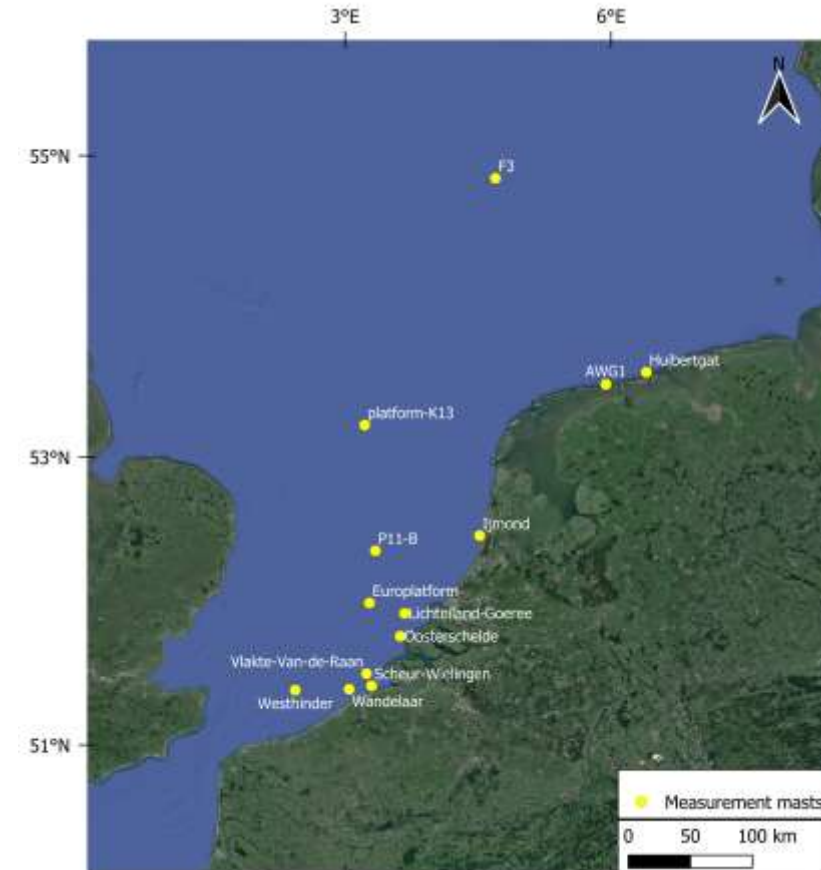 3°E 6°E
N
55°N
F3
Huibertgat
AWG1
platform-K13
53°N
Ijmond
P11-B
Europlatform
Lichteiland-Goeree
Oosterschelde
Vlakte-Van-de-Raan
Scheur-Wielingen
Westhinder
Wandelaar
51°N
Measurement masts
0 50 100 km